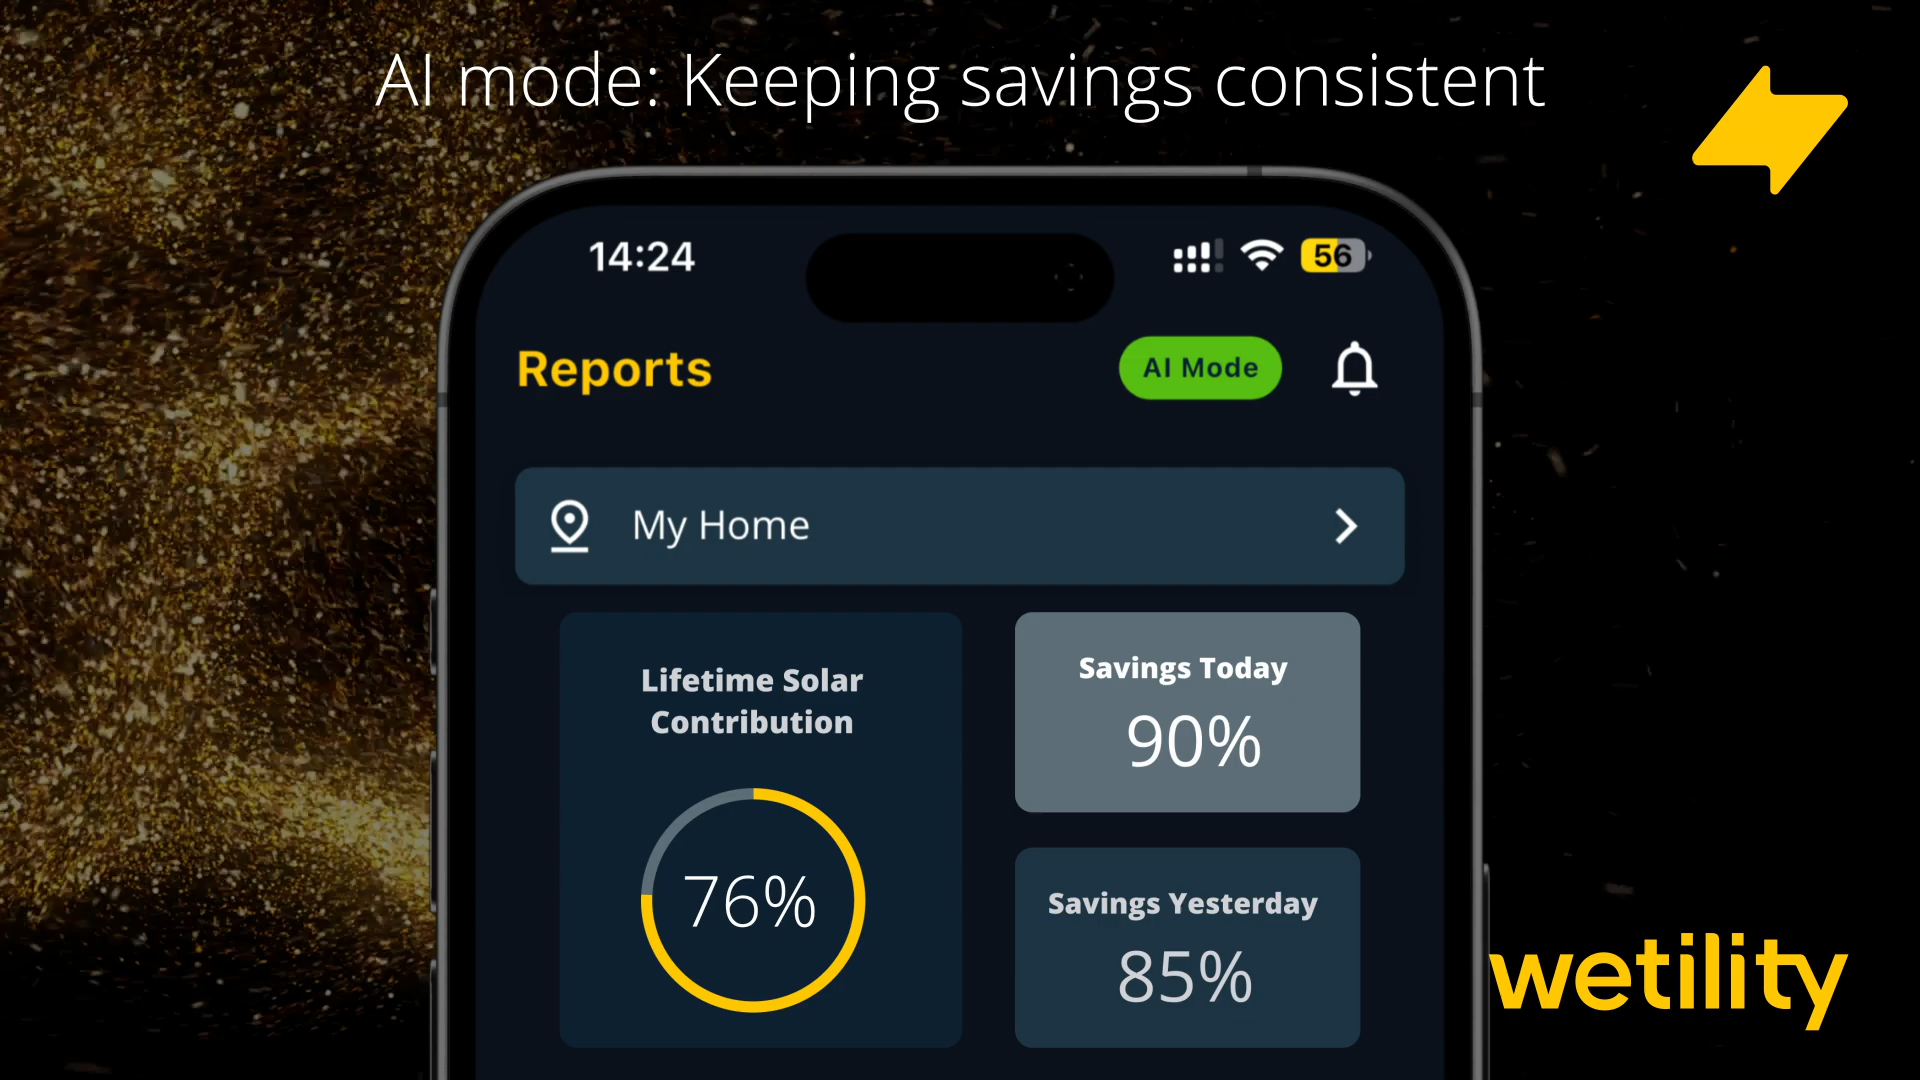 AI mode: Keeping savings consistent
14:24
56
Reports
AI Mode
My Home
Lifetime Solar
Contribution
76%
Savings Today
90%
Savings Yesterday
85%
wetility